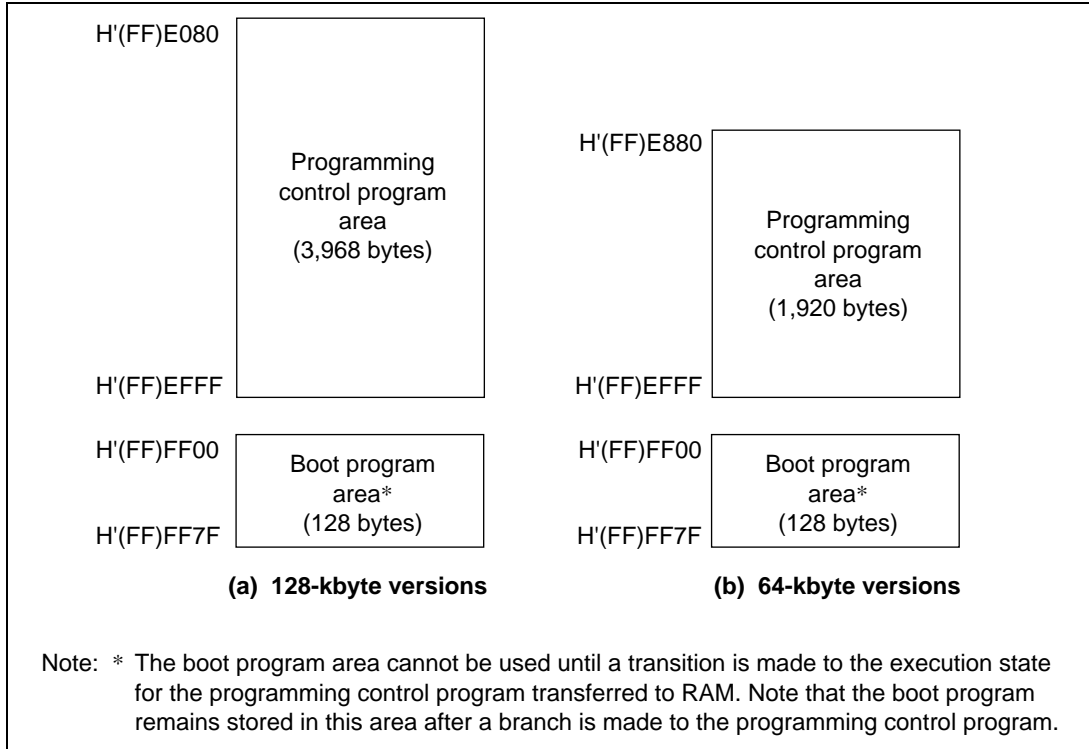 H'(FF)E080
Programming
control program
area
(3,968 bytes)
H'(FF)EFFF
H'(FF)FF00
Boot program
area*
(128 bytes)
H'(FF)FF7F
(a) 128-kbyte versions
H'(FF)E880
Programming
control program
area
(1,920 bytes)
H'(FF)EFFF
H'(FF)FF00
Boot program
area*
(128 bytes)
H'(FF)FF7F
(b) 64-kbyte versions
Note: * The boot program area cannot be used until a transition is made to the execution state
for the programming control program transferred to RAM. Note that the boot program
remains stored in this area after a branch is made to the programming control program.